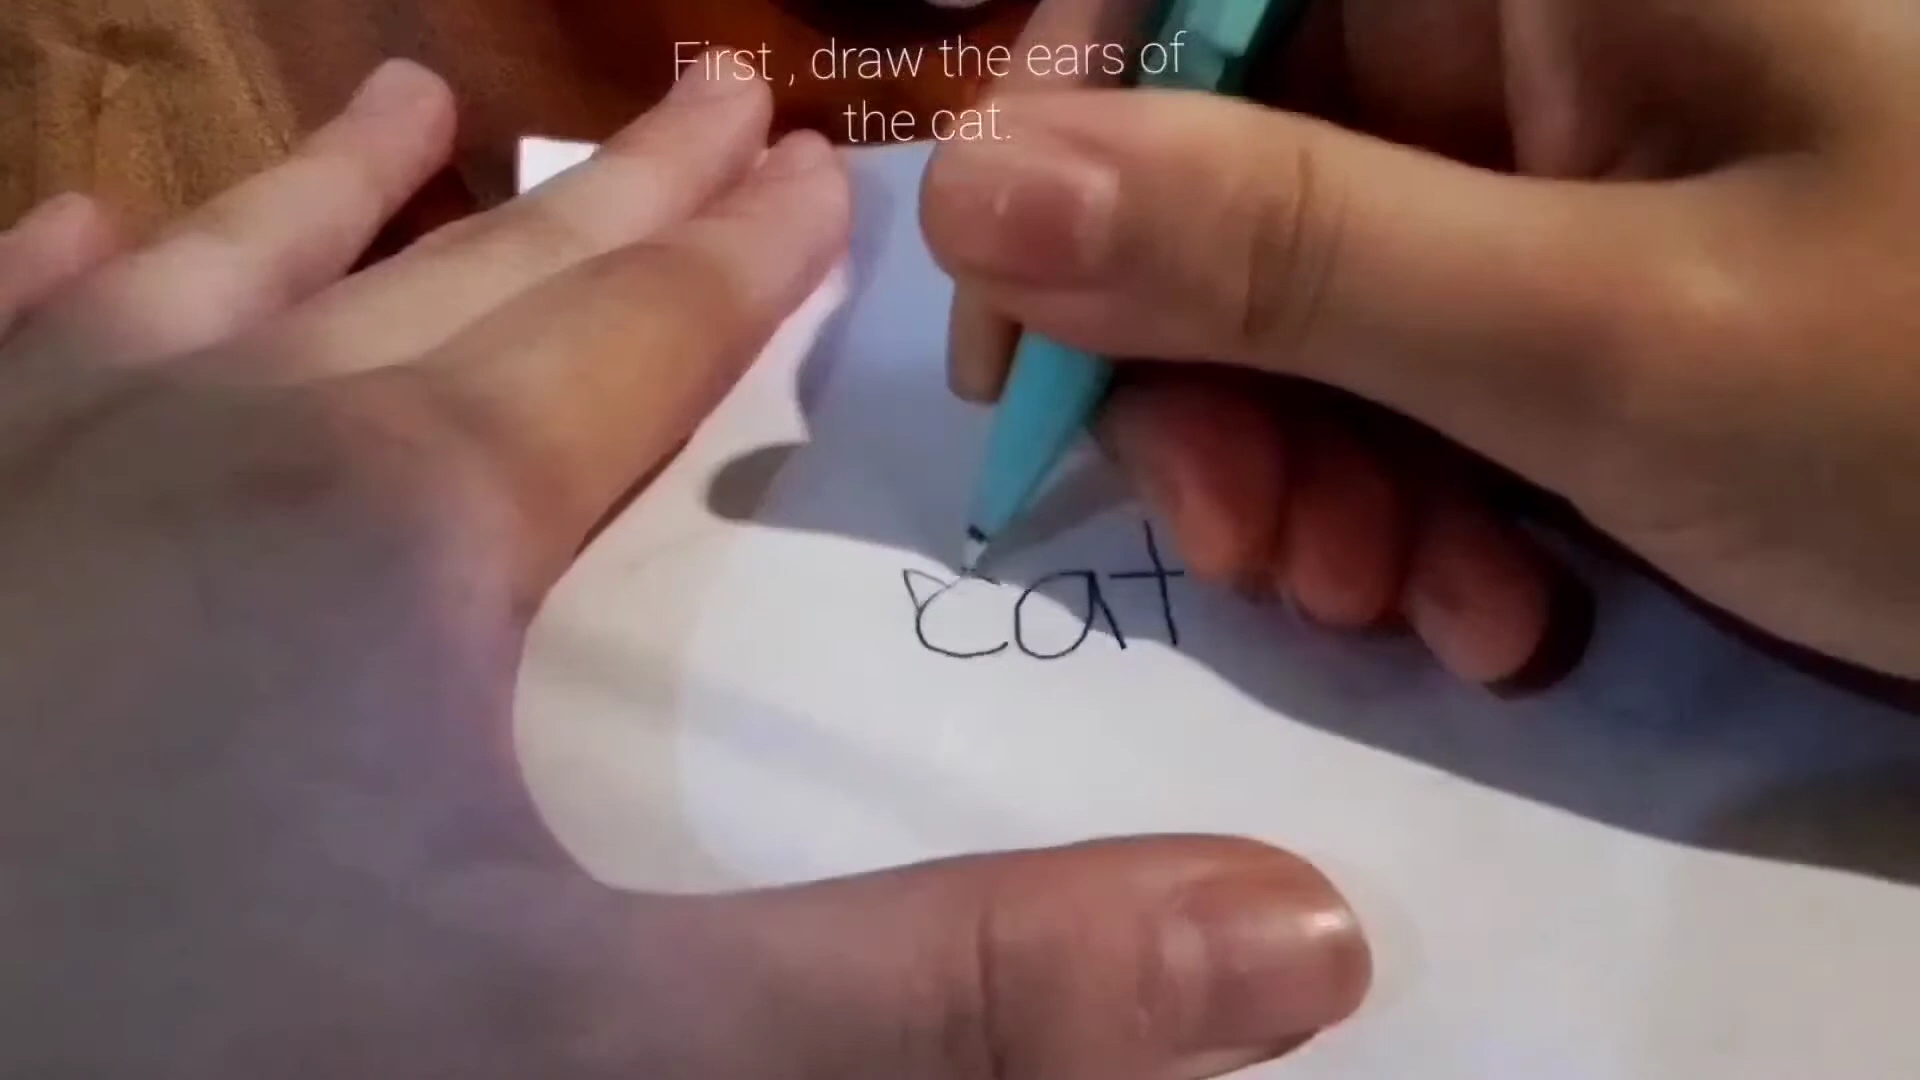 First , draw the ears of
the cat.
cat